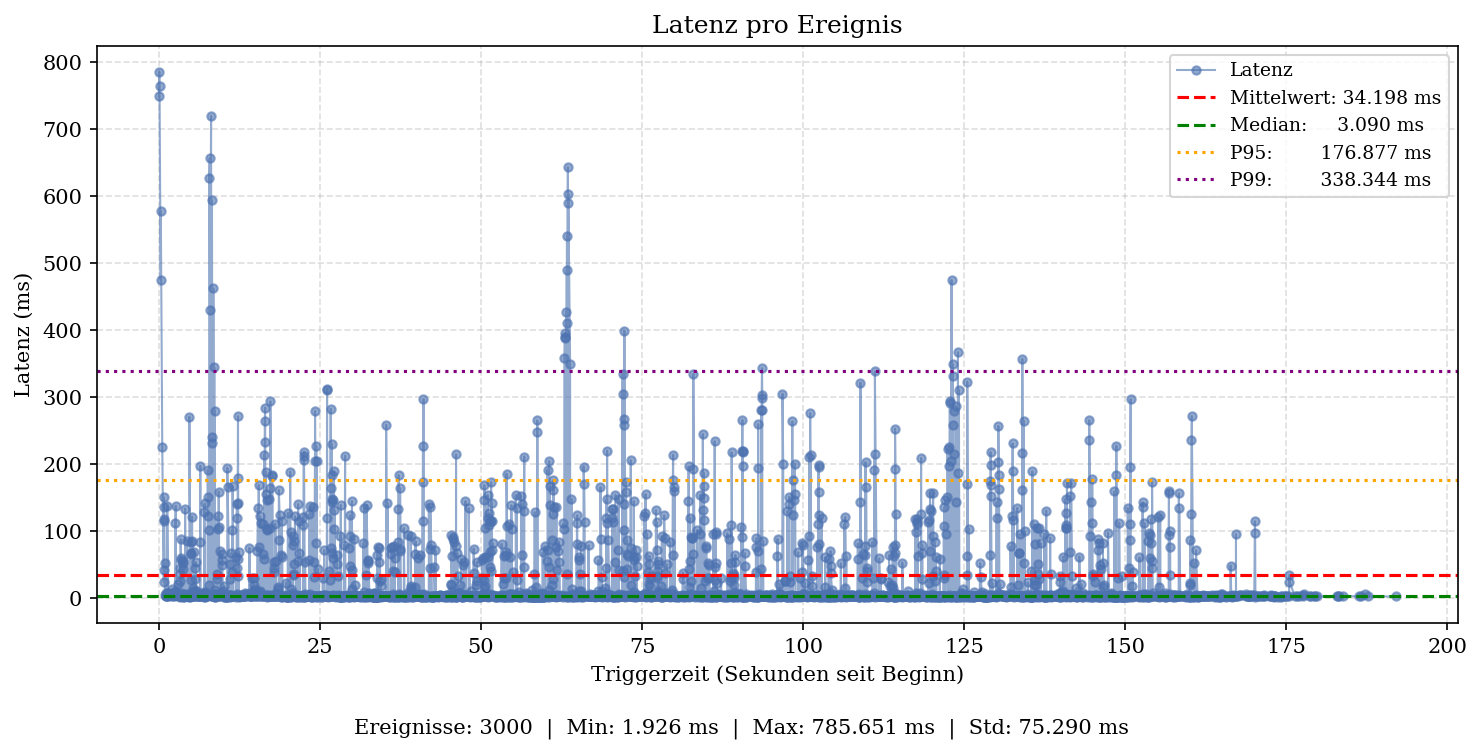 Latenz pro Ereignis
Latenz
Mittelwert: 34.198 ms
Median: 3.090 ms
P95: 176.877 ms
P99: 338.344 ms
Latenz (ms)
800
700
600
500
400
300
200
100
0
0 25 50 75 100 125 150 175 200
Triggerzeit (Sekunden seit Beginn)
Ereignisse: 3000 | Min: 1.926 ms | Max: 785.651 ms | Std: 75.290 ms